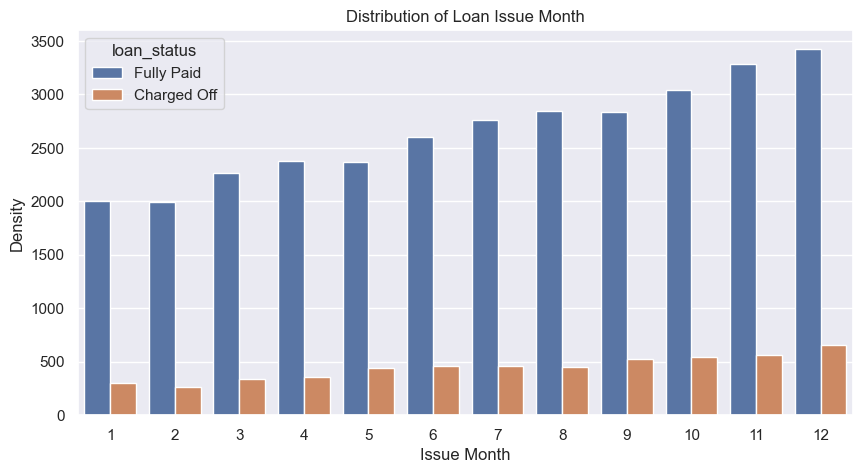 Distribution of Loan Issue Month
loan_status
Fully Paid
Charged Off
Density
3500
3000
2500
2000
1500
1000
500
0
1 2 3 4 5 6 7 8 9 10 11 12
Issue Month